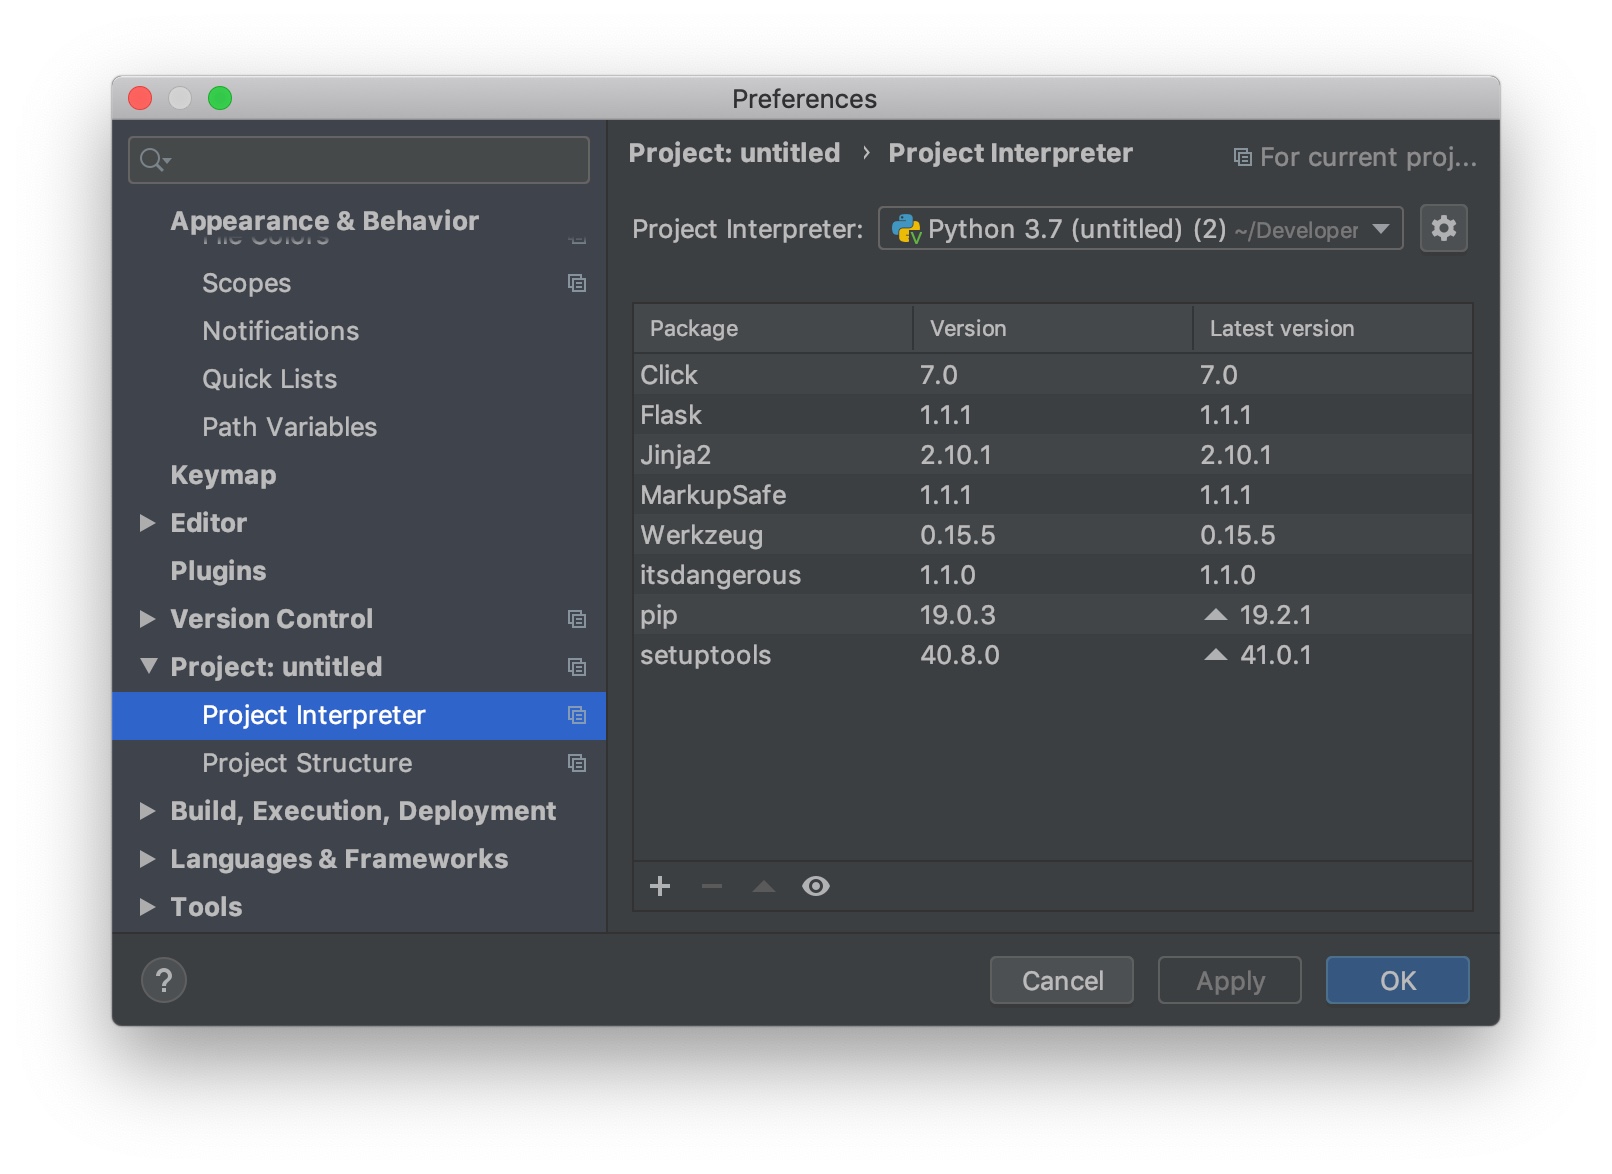 Preferences
Appearance & Behavior
File Colors
Scopes
Notifications
Quick Lists
Path Variables
Keymap
Editor
Plugins
Version Control
Project: untitled
Project Interpreter
Project Structure
Build, Execution, Deployment
Languages & Frameworks
Tools
Project: untitled › Project Interpreter
For current proj...
Project Interpreter: Python 3.7 (untitled) (2) ~/Developer
Package Version Latest version
Click 7.0 7.0
Flask 1.1.1 1.1.1
Jinja2 2.10.1 2.10.1
MarkupSafe 1.1.1 1.1.1
Werkzeug 0.15.5 0.15.5
itsdangerous 1.1.0 1.1.0
pip 19.0.3 19.2.1
setuptools 40.8.0 41.0.1
?
Cancel Apply OK